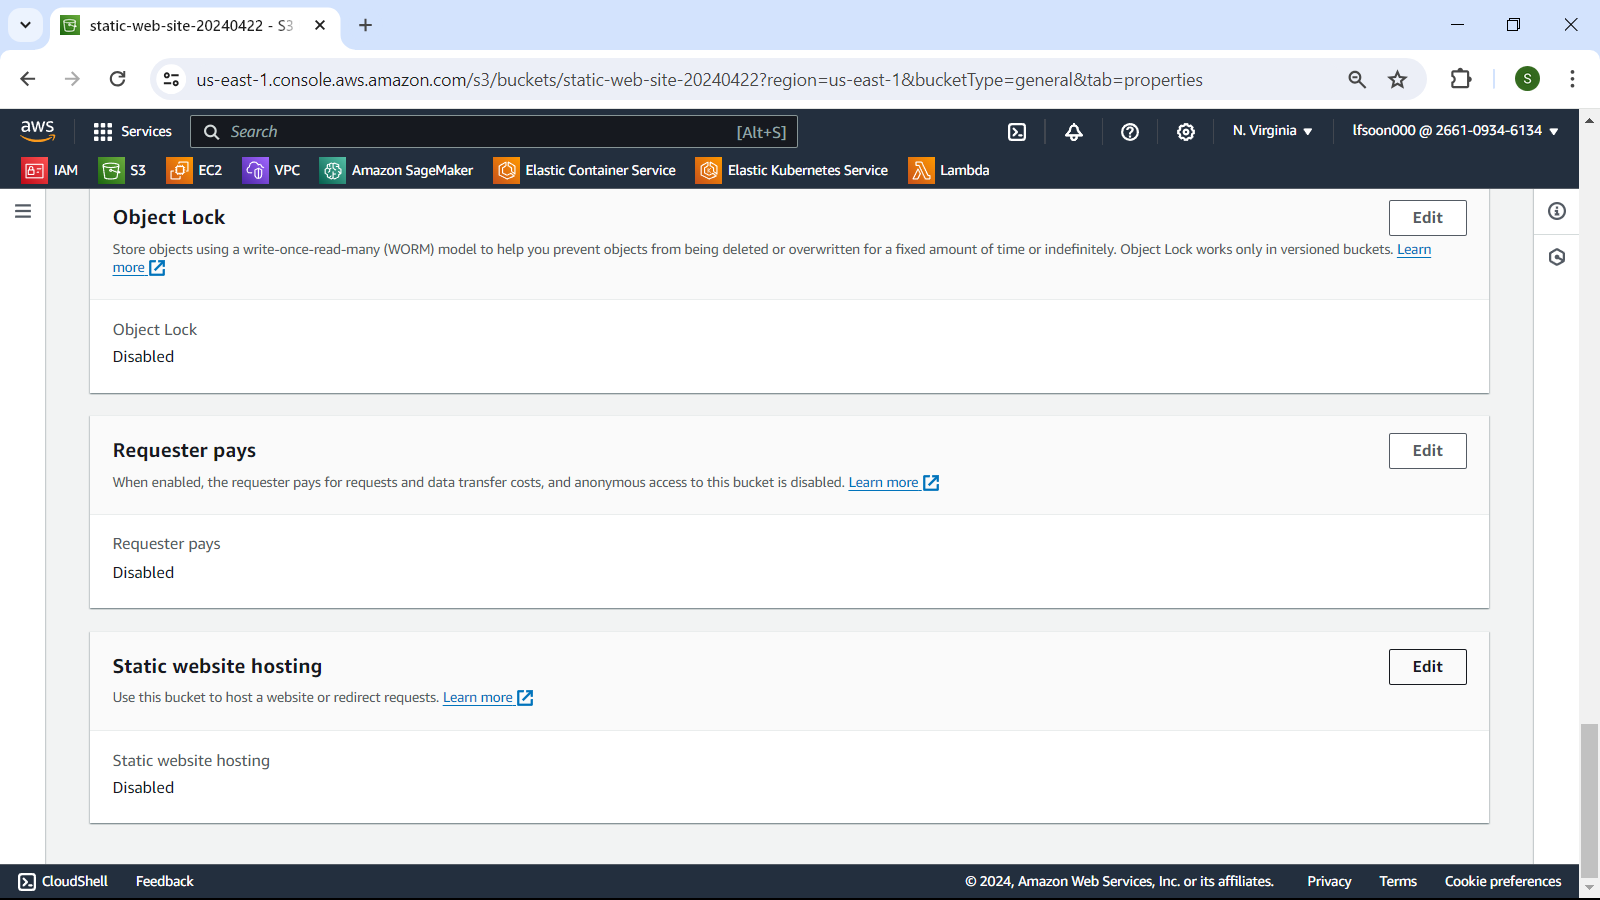 static-web-site-20240422 - S3
us-east-1.console.aws.amazon.com/s3/buckets/static-web-site-20240422?region=us-east-1&bucketType=general&tab=properties
S
aws
Services
Search
[Alt+S]
N. Virginia
lfsoon000 @ 2661-0934-6134
IAM
S3
EC2
VPC
Amazon SageMaker
Elastic Container Service
Elastic Kubernetes Service
Lambda
Object Lock
Edit
Store objects using a write-once-read-many (WORM) model to help you prevent objects from being deleted or overwritten for a fixed amount of time or indefinitely. Object Lock works only in versioned buckets. Learn
more
Object Lock
Disabled
Requester pays
Edit
When enabled, the requester pays for requests and data transfer costs, and anonymous access to this bucket is disabled. Learn more
Requester pays
Disabled
Static website hosting
Edit
Use this bucket to host a website or redirect requests. Learn more
Static website hosting
Disabled
CloudShell
Feedback
© 2024, Amazon Web Services, Inc. or its affiliates.
Privacy
Terms
Cookie preferences